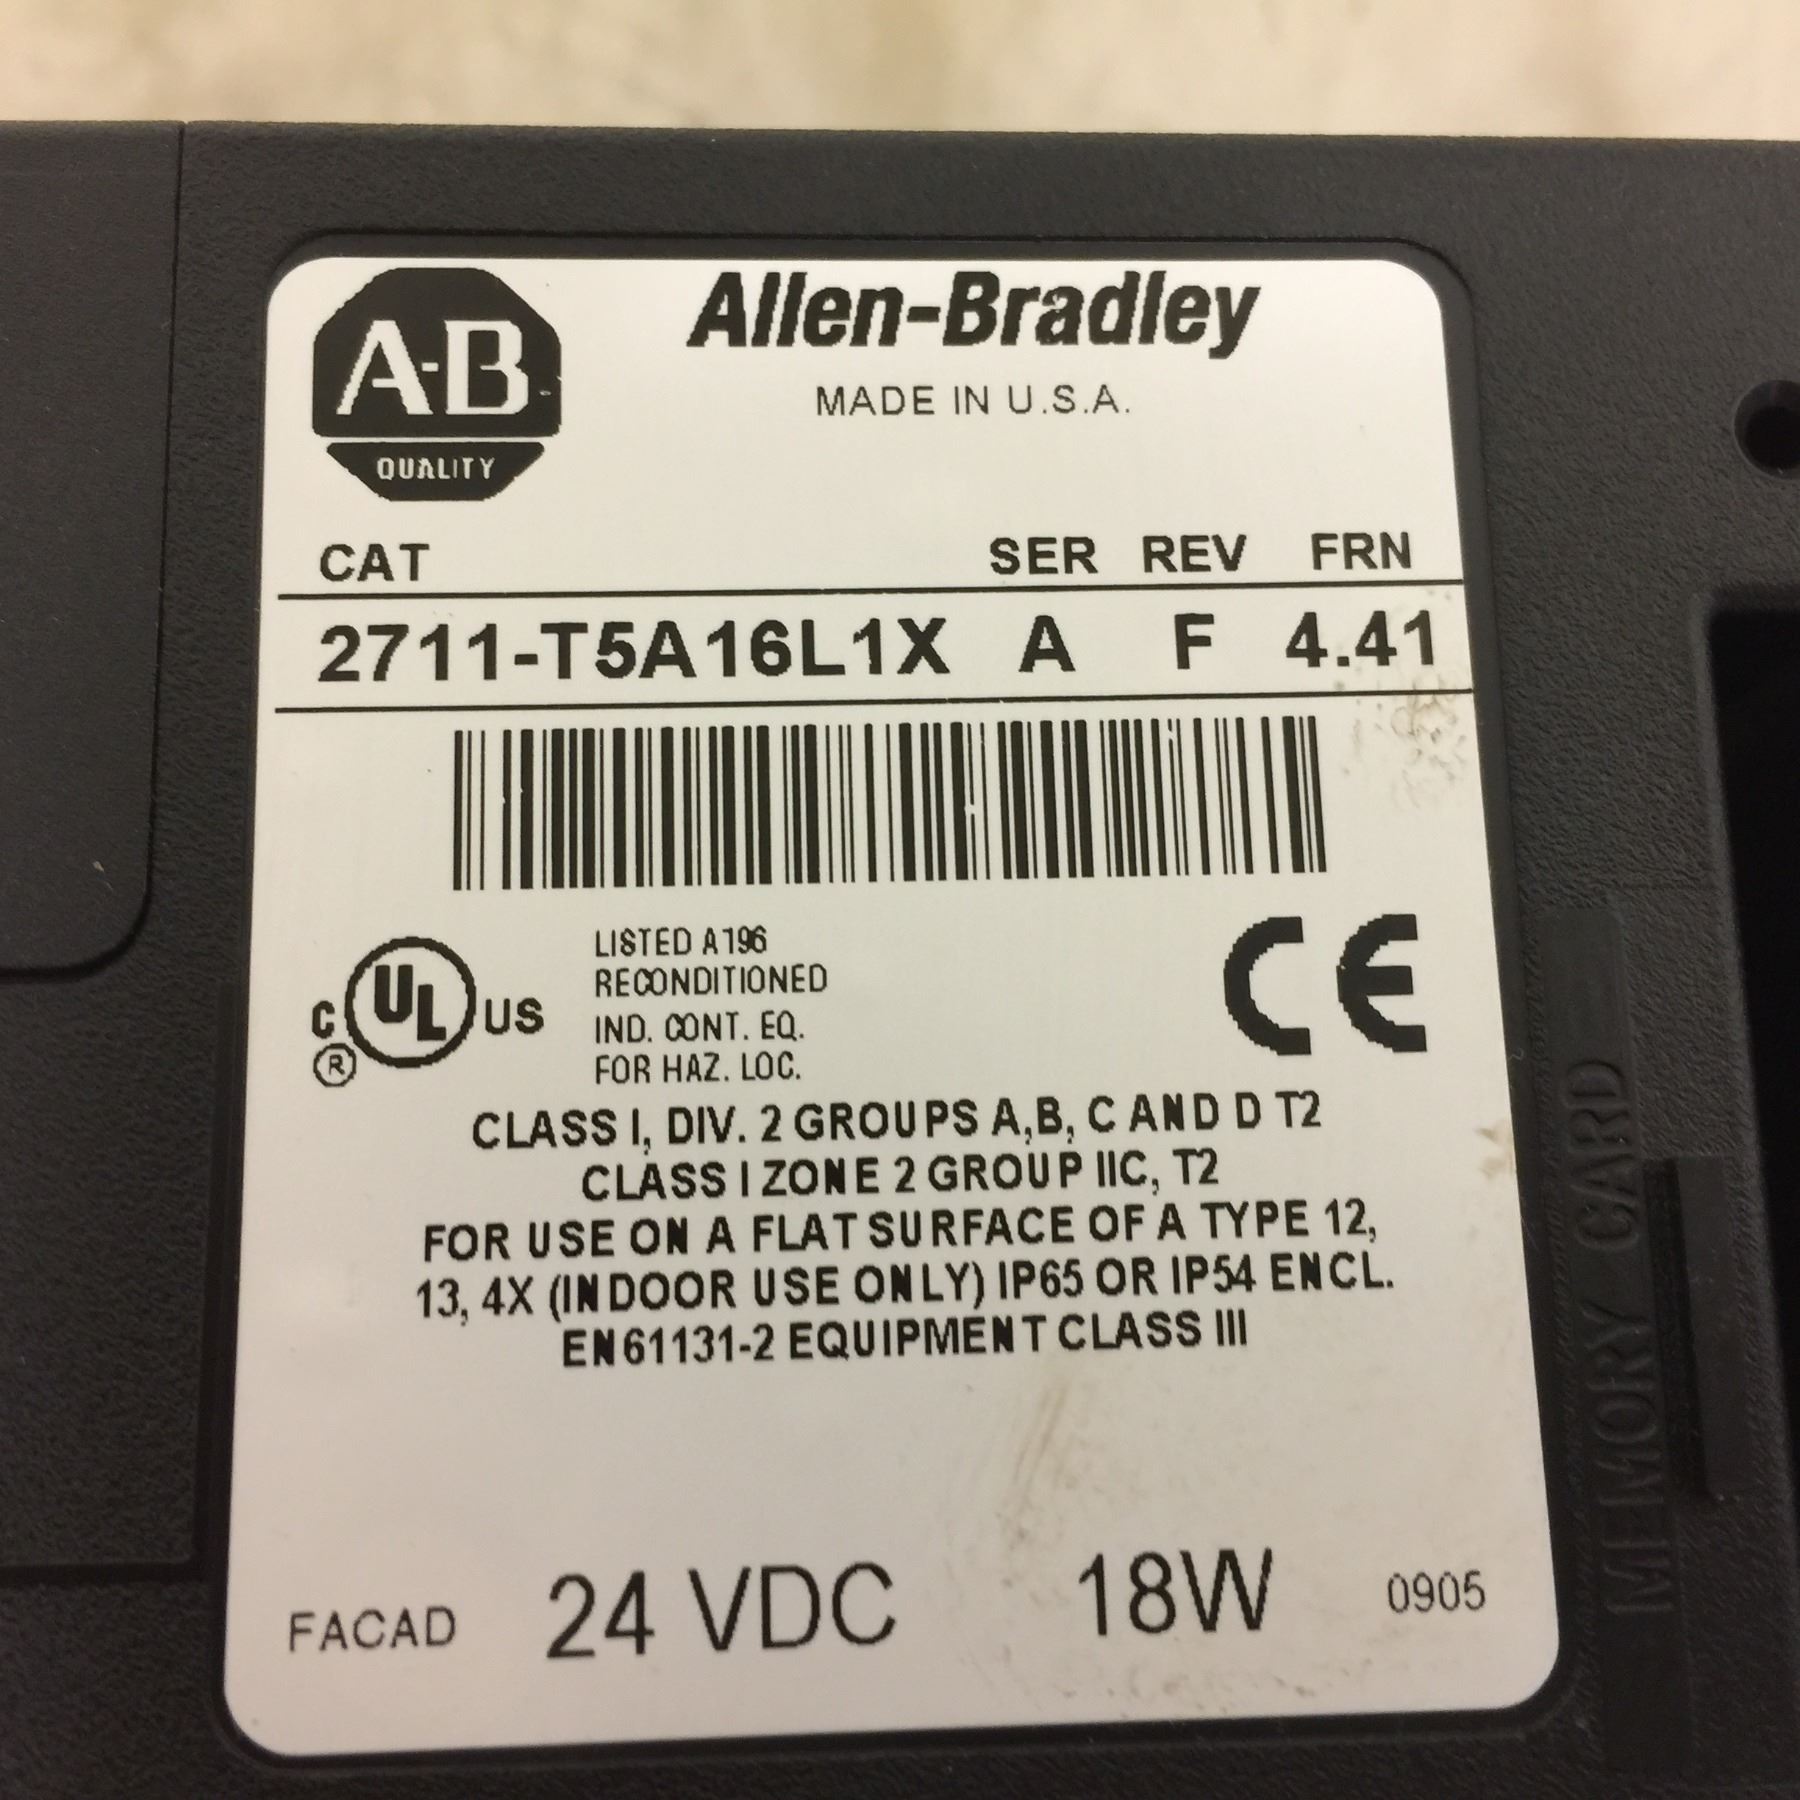 A-B
QUALITY
Allen-Bradley
MADE IN U.S.A.
CAT SER REV FRN
2711-T5A16L1X A F 4.41
C UL US
®
LISTED A196
RECONDITIONED
IND. CONT. EQ.
FOR HAZ. LOC.
CE
CLASS I, DIV. 2 GROUPS A,B, C AND D T2
CLASS I ZONE 2 GROUP IIC, T2
FOR USE ON A FLAT SURFACE OF A TYPE 12,
13, 4X (INDOOR USE ONLY) IP65 OR IP54 ENCL.
EN61131-2 EQUIPMENT CLASS III
FACAD 24 VDC 18W 0905
MEMORY CARD